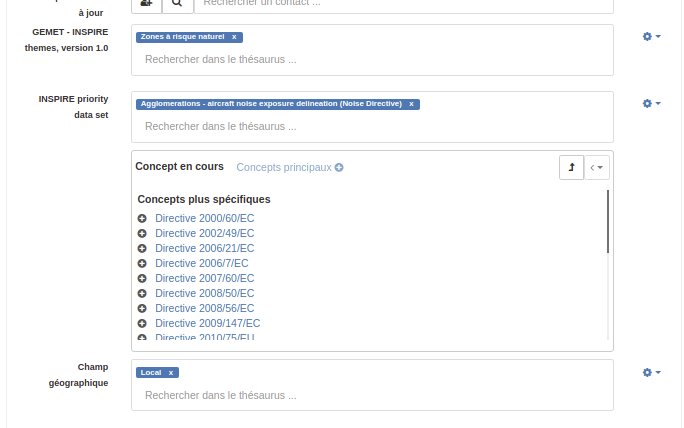 à jour
Rechercher un contact ...
GEMET - INSPIRE
themes, version 1.0
Zones à risque naturel x
Rechercher dans le thésaurus ...
INSPIRE priority
data set
Agglomerations - aircraft noise exposure delineation (Noise Directive) x
Rechercher dans le thésaurus ...
Concept en cours Concepts principaux
Concepts plus spécifiques
Directive 2000/60/EC
Directive 2002/49/EC
Directive 2006/21/EC
Directive 2006/7/EC
Directive 2007/60/EC
Directive 2008/50/EC
Directive 2008/56/EC
Directive 2009/147/EC
Directive 2010/75/EU
Champ
géographique
Local x
Rechercher dans le thésaurus ...